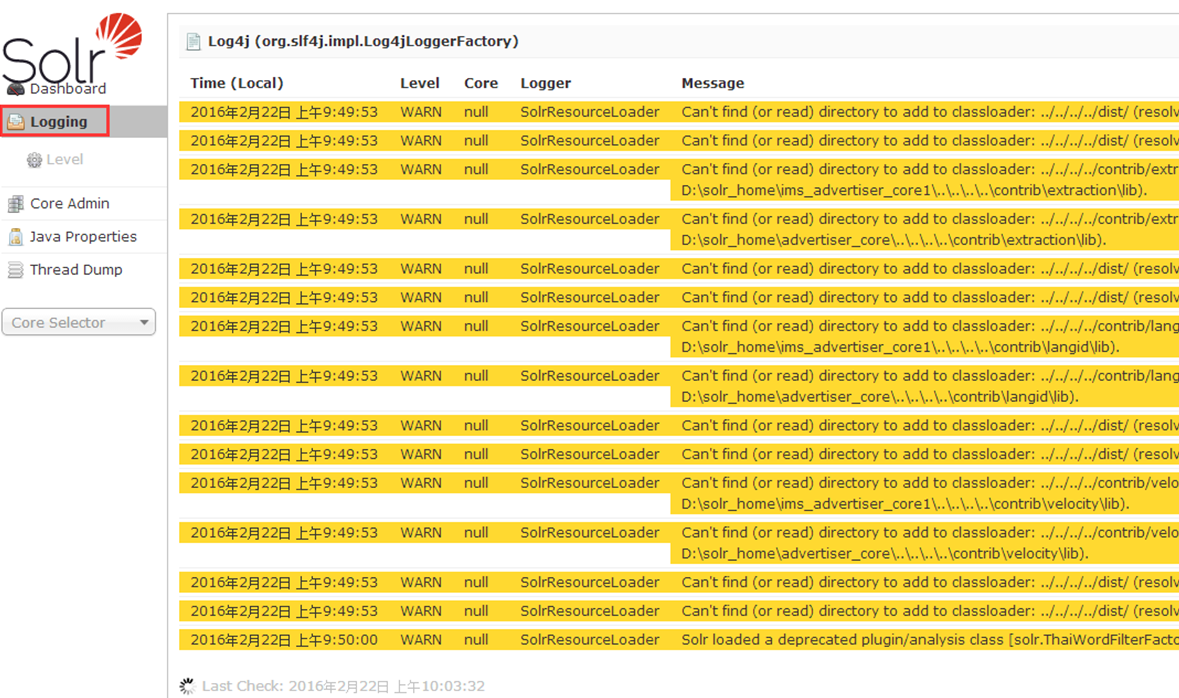 Solr
Dashboard
Logging
Level
Core Admin
Java Properties
Thread Dump
Core Selector
Log4j (org.slf4j.impl.Log4jLoggerFactory)
Time (Local) Level Core Logger Message
2016年2月22日 上午9:49:53 WARN null SolrResourceLoader Can't find (or read) directory to add to classloader: ../../../../dist/ (resolv
2016年2月22日 上午9:49:53 WARN null SolrResourceLoader Can't find (or read) directory to add to classloader: ../../../../dist/ (resolv
2016年2月22日 上午9:49:53 WARN null SolrResourceLoader Can't find (or read) directory to add to classloader: ../../../../contrib/extr
D:\solr_home\ims_advertiser_core1\..\..\..\..\contrib\extraction\lib).
2016年2月22日 上午9:49:53 WARN null SolrResourceLoader Can't find (or read) directory to add to classloader: ../../../../contrib/extr
D:\solr_home\advertiser_core\..\..\..\..\contrib\extraction\lib).
2016年2月22日 上午9:49:53 WARN null SolrResourceLoader Can't find (or read) directory to add to classloader: ../../../../dist/ (resolv
2016年2月22日 上午9:49:53 WARN null SolrResourceLoader Can't find (or read) directory to add to classloader: ../../../../dist/ (resolv
2016年2月22日 上午9:49:53 WARN null SolrResourceLoader Can't find (or read) directory to add to classloader: ../../../../contrib/lang
D:\solr_home\ims_advertiser_core1\..\..\..\..\contrib\langid\lib).
2016年2月22日 上午9:49:53 WARN null SolrResourceLoader Can't find (or read) directory to add to classloader: ../../../../contrib/lang
D:\solr_home\advertiser_core\..\..\..\..\contrib\langid\lib).
2016年2月22日 上午9:49:53 WARN null SolrResourceLoader Can't find (or read) directory to add to classloader: ../../../../dist/ (resolv
2016年2月22日 上午9:49:53 WARN null SolrResourceLoader Can't find (or read) directory to add to classloader: ../../../../dist/ (resolv
2016年2月22日 上午9:49:53 WARN null SolrResourceLoader Can't find (or read) directory to add to classloader: ../../../../contrib/velo
D:\solr_home\ims_advertiser_core1\..\..\..\..\contrib\velocity\lib).
2016年2月22日 上午9:49:53 WARN null SolrResourceLoader Can't find (or read) directory to add to classloader: ../../../../contrib/velo
D:\solr_home\advertiser_core\..\..\..\..\contrib\velocity\lib).
2016年2月22日 上午9:49:53 WARN null SolrResourceLoader Can't find (or read) directory to add to classloader: ../../../../dist/ (resolv
2016年2月22日 上午9:49:53 WARN null SolrResourceLoader Can't find (or read) directory to add to classloader: ../../../../dist/ (resolv
2016年2月22日 上午9:50:00 WARN null SolrResourceLoader Solr loaded a deprecated plugin/analysis class [solr.ThaiWordFilterFacto
Last Check: 2016年2月22日 上午10:03:32